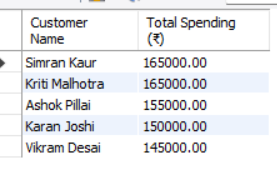 Customer Total Spending
Name (₹)
Simran Kaur 165000.00
Kriti Malhotra 165000.00
Ashok Pillai 155000.00
Karan Joshi 150000.00
Vikram Desai 145000.00